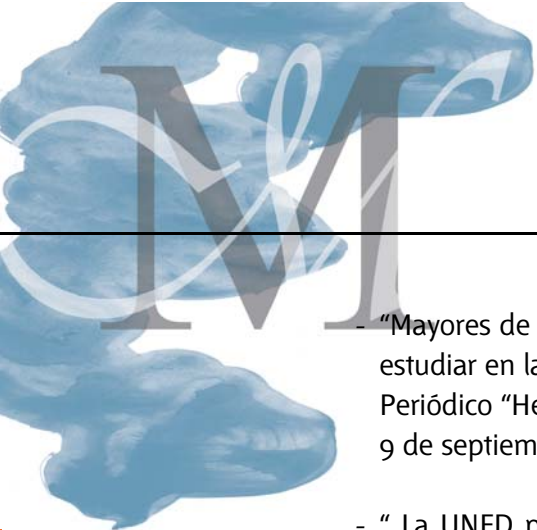 M
- “Mayores de
estudiar en la
Periódico “He
9 de septiem
- “ La UNED p